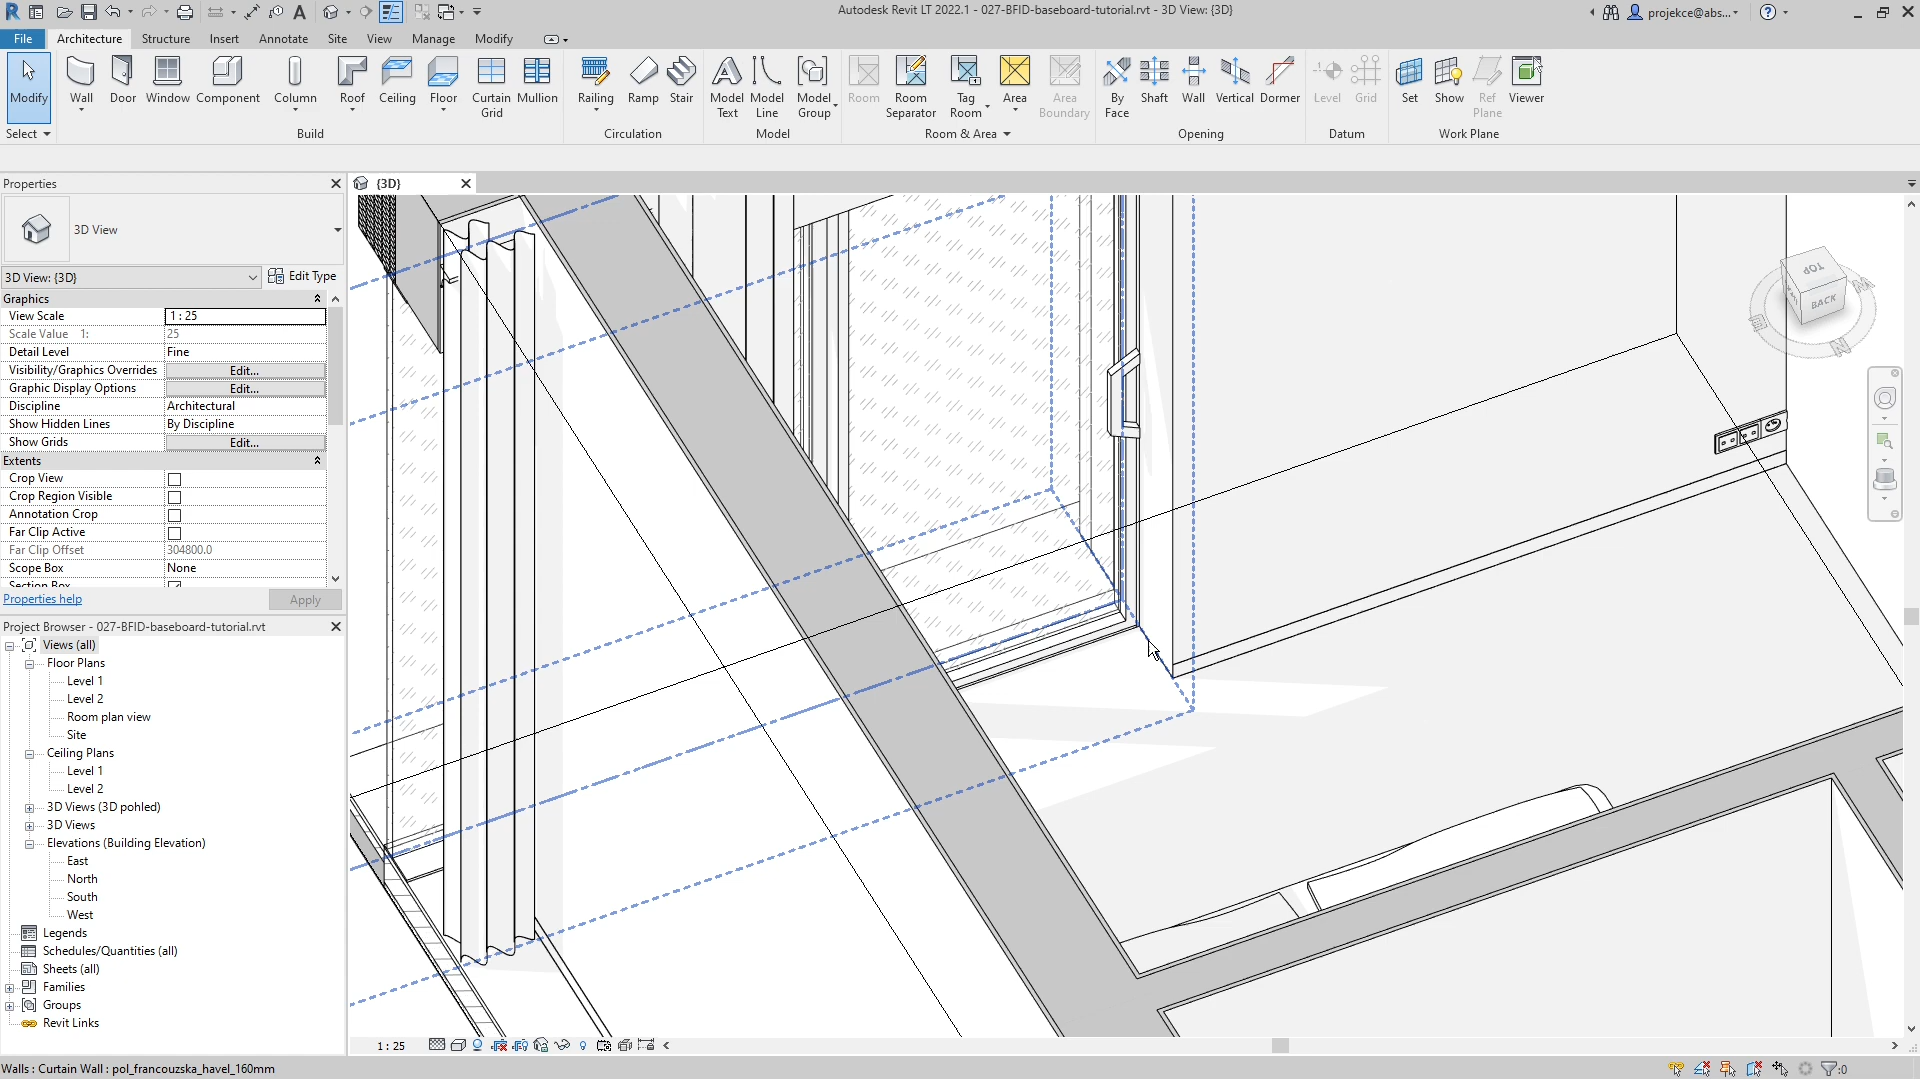 Autodesk Revit LT 2022.1 - 027-BFID-baseboard-tutorial.rvt - 3D View: {3D}
projekce@abs...
File
Architecture
Structure
Insert
Annotate
Site
View
Manage
Modify
Modify
Wall
Door
Window
Component
Column
Roof
Ceiling
Floor
Curtain
Grid
Mullion
Railing
Ramp
Stair
Model
Text
Model
Line
Model
Group
Room
Room
Separator
Tag
Room
Area
Area
Boundary
By
Face
Shaft
Wall
Vertical
Dormer
Level
Grid
Set
Show
Ref
Plane
Viewer
Select
Build
Circulation
Model
Room & Area
Opening
Datum
Work Plane
Properties
{3D}
3D View
3D View: {3D}
Edit Type
Graphics
View Scale
1 : 25
Scale Value 1:
25
Detail Level
Fine
Visibility/Graphics Overrides
Edit...
Graphic Display Options
Edit...
Discipline
Architectural
Show Hidden Lines
By Discipline
Show Grids
Edit...
Extents
Crop View
Crop Region Visible
Annotation Crop
Far Clip Active
Far Clip Offset
304800.0
Scope Box
None
Section Box
Properties help
Apply
Project Browser - 027-BFID-baseboard-tutorial.rvt
Views (all)
Floor Plans
Level 1
Level 2
Room plan view
Site
Ceiling Plans
Level 1
Level 2
3D Views (3D pohled)
3D Views
Elevations (Building Elevation)
East
North
South
West
Legends
Schedules/Quantities (all)
Sheets (all)
Families
Groups
Revit Links
TOP
BACK
1 : 25
Walls : Curtain Wall : pol_francouzska_havel_160mm
:0